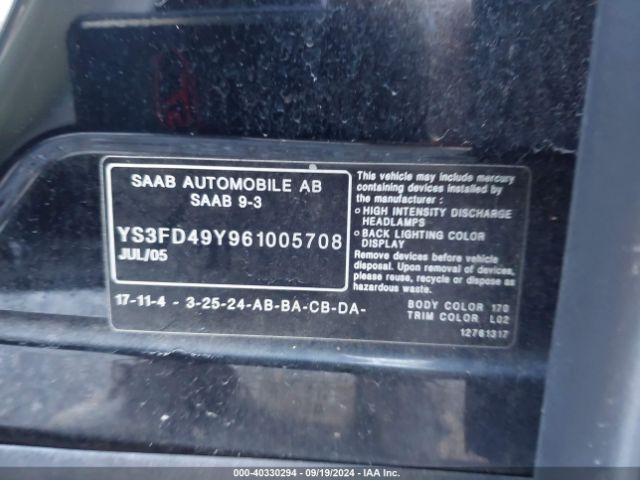 SAAB AUTOMOBILE AB
SAAB 9-3
YS3FD49Y961005708
JUL/05
17-11-4 - 3-25-24-AB-BA-CB-DA-
This vehicle may include mercury
containing devices installed by
the manufacturer :
o HIGH INTENSITY DISCHARGE
HEADLAMPS
o BACK LIGHTING COLOR
DISPLAY
Remove devices before vehicle
disposal. Upon removal of devices,
please reuse, recycle or dispose as
hazardous waste.
BODY COLOR 170
TRIM COLOR L02
12761317
000-40330294 - 09/19/2024 - IAAI.COM